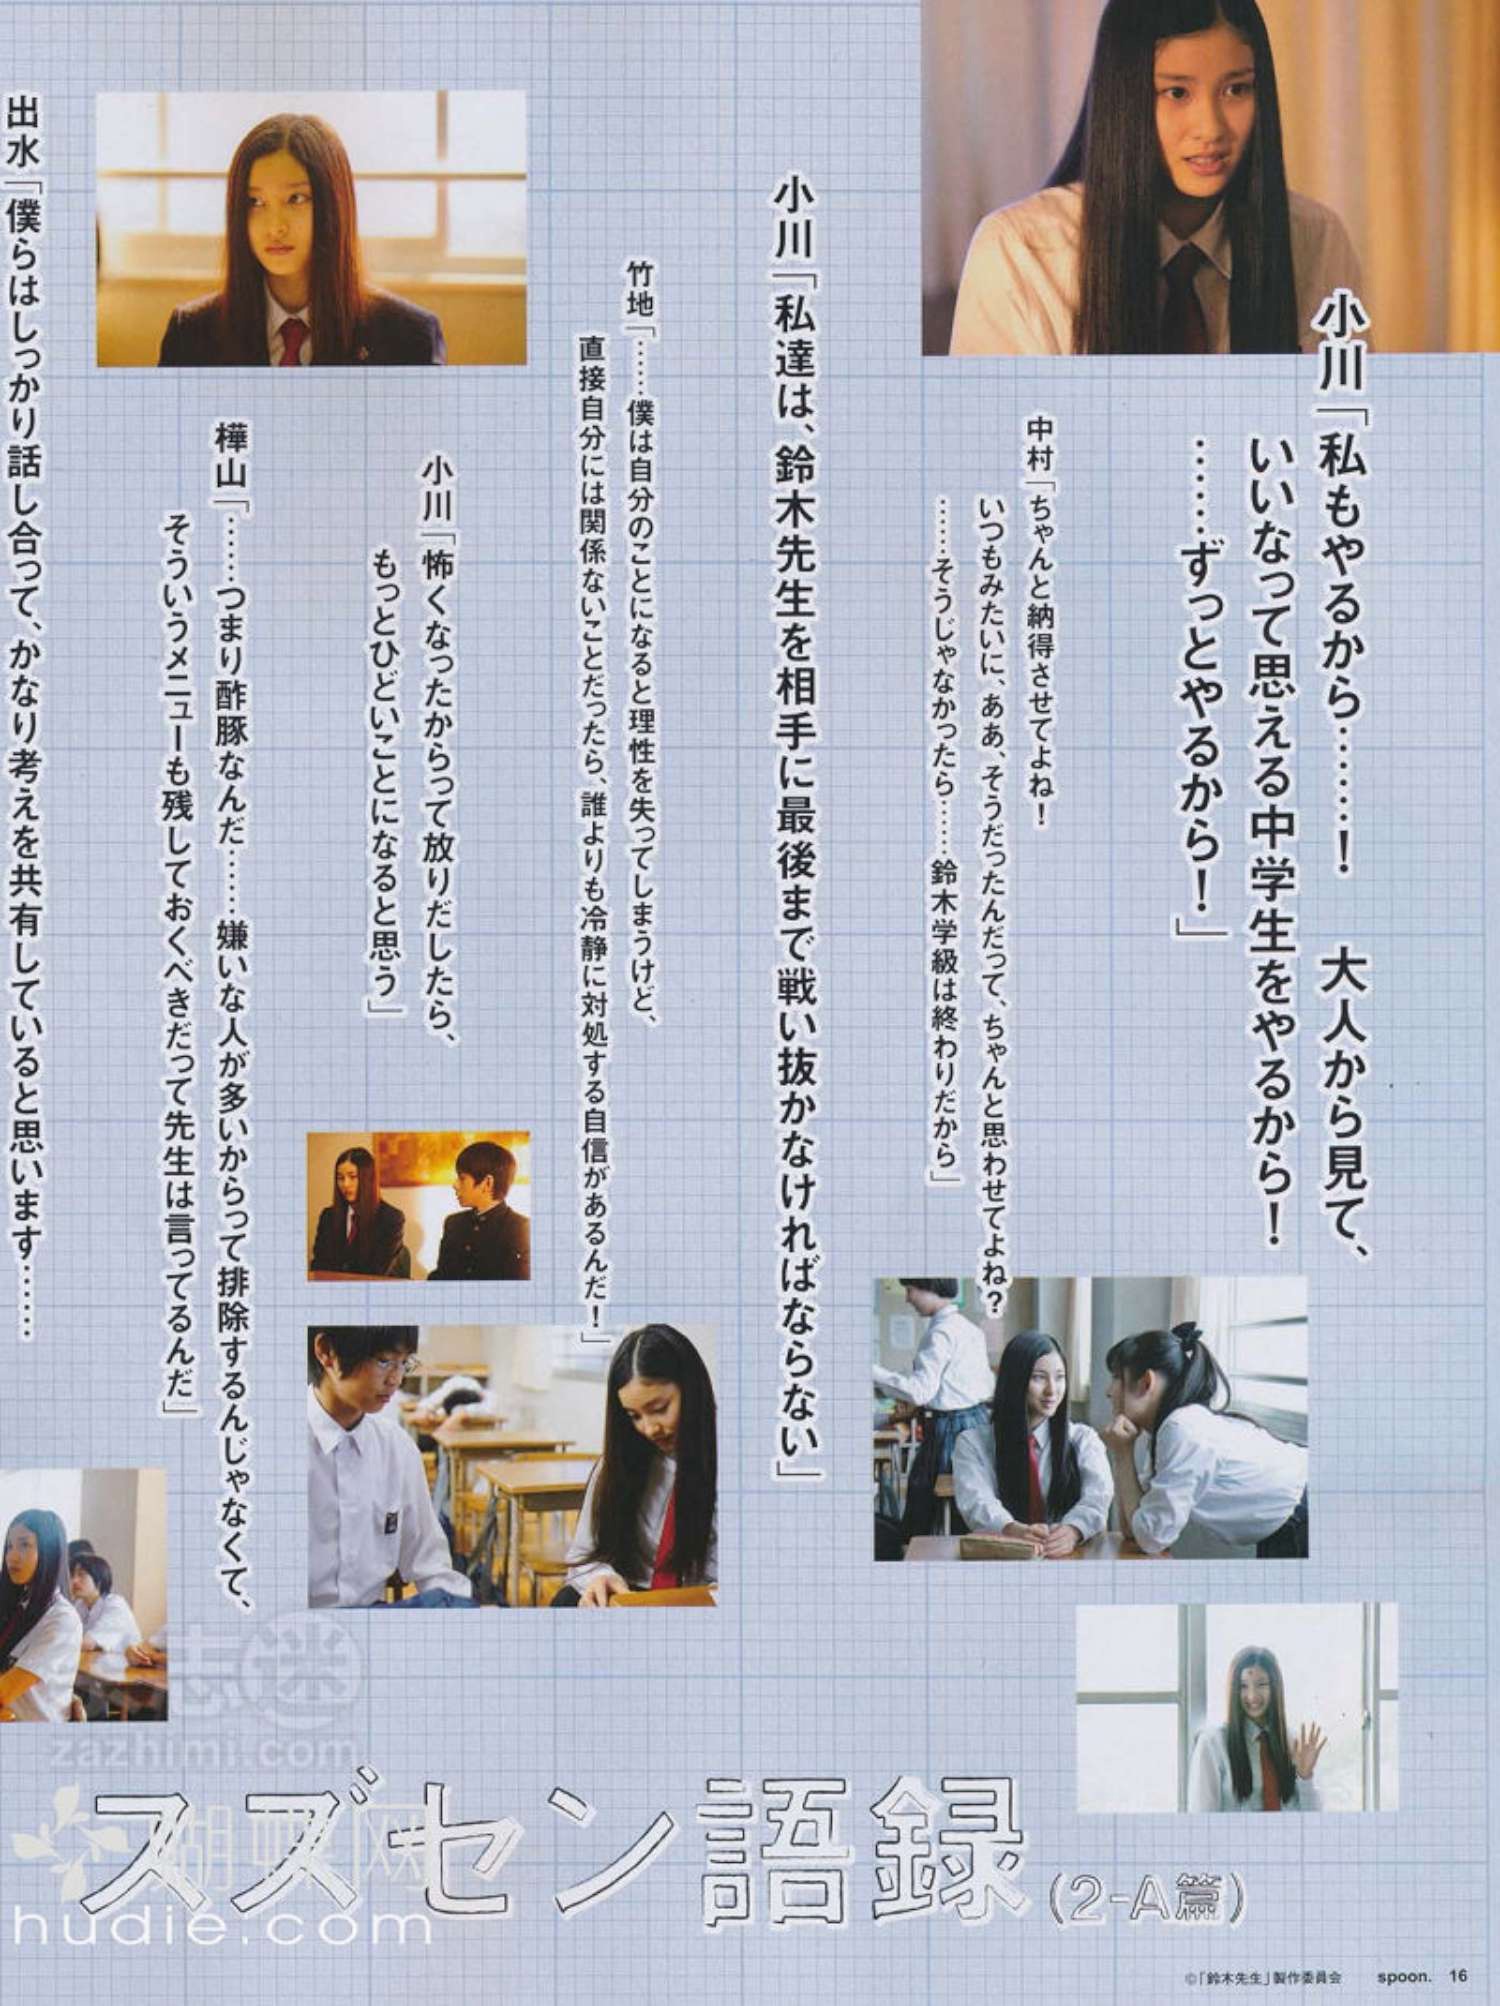 小川「私もやるから……！　大人から見て、
いいなって思える中学生をやるから！
……ずっとやるから！」
中村「ちゃんと納得させてよね！
いつもみたいに、ああ、そうだったんだって、ちゃんと思わせてよね？
……そうじゃなかったら……鈴木学級は終わりだから」
小川「私達は、鈴木先生を相手に最後まで戦い抜かなければならない」
竹地「……僕は自分のことになると理性を失ってしまうけど、
直接自分には関係ないことだったら、誰よりも冷静に対処する自信があるんだ！」
小川「怖くなったからって放りだしたら、
もっとひどいことになると思う」
樺山「……つまり酢豚なんだ……嫌いな人が多いからって排除するんじゃなくて、
そういうメニューも残しておくべきだって先生は言ってるんだ」
出水「僕らはしっかり話し合って、かなり考えを共有していると思います……
志迷
zazhimi.com
スズセン語録(2-A篇)
蝴蝶网
hudie.com
©「鈴木先生」製作委員会
spoon. 16